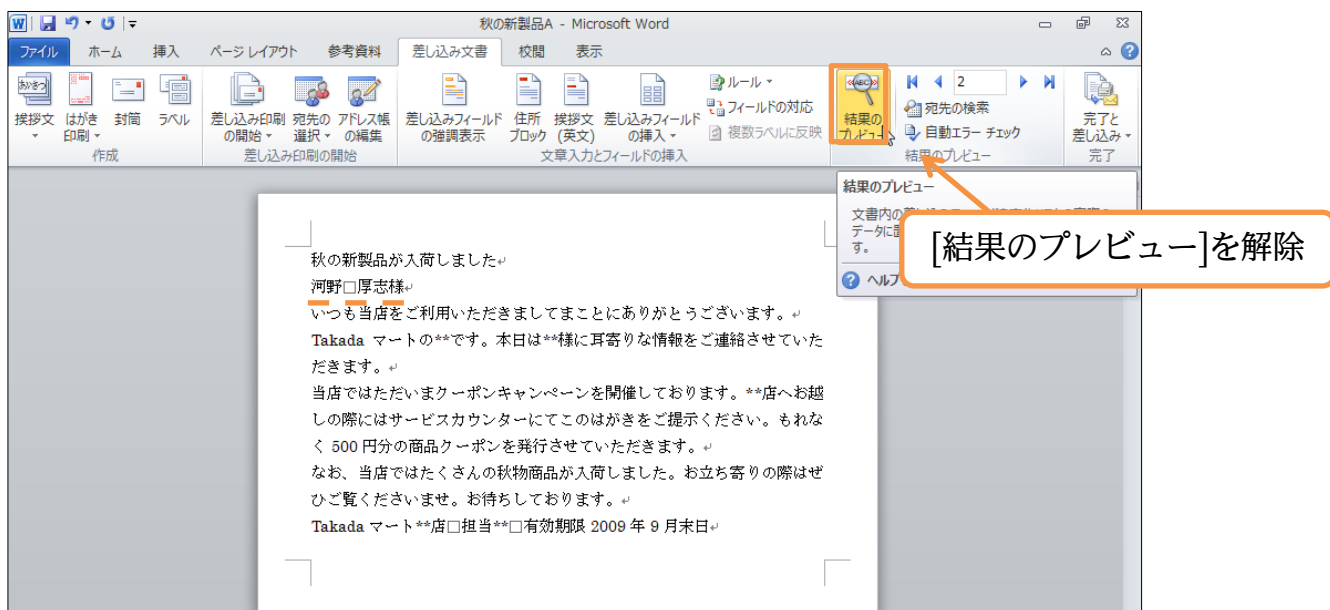 秋の新製品A - Microsoft Word
ファイル ホーム 挿入 ページ レイアウト 参考資料 差し込み文書 校閲 表示
挨拶文 はがき印刷 封筒 ラベル
作成
差し込み印刷の開始 宛先の選択 アドレス帳の編集
差し込み印刷の開始
差し込みフィールドの強調表示 住所ブロック 挨拶文(英文) 差し込みフィールドの挿入
ルール
フィールドの対応
複数ラベルに反映
文章入力とフィールドの挿入
結果のプレビュー
2
宛先の検索
自動エラー チェック
結果のプレビュー
完了と差し込み
完了
結果のプレビュー
文書内の
データに
す。
[結果のプレビュー]を解除
秋の新製品が入荷しました
河野□厚志様
いつも当店をご利用いただきましてまことにありがとうございます。
Takada マートの**です。本日は**様に耳寄りな情報をご連絡させていた
だきます。
当店ではただいまクーポンキャンペーンを開催しております。**店へお越
しの際にはサービスカウンターにてこのはがきをご提示ください。もれな
く 500 円分の商品クーポンを発行させていただきます。
なお、当店ではたくさんの秋物商品が入荷しました。お立ち寄りの際はぜ
ひご覧くださいませ。お待ちしております。
Takada マート**店□担当**□有効期限 2009 年 9 月末日